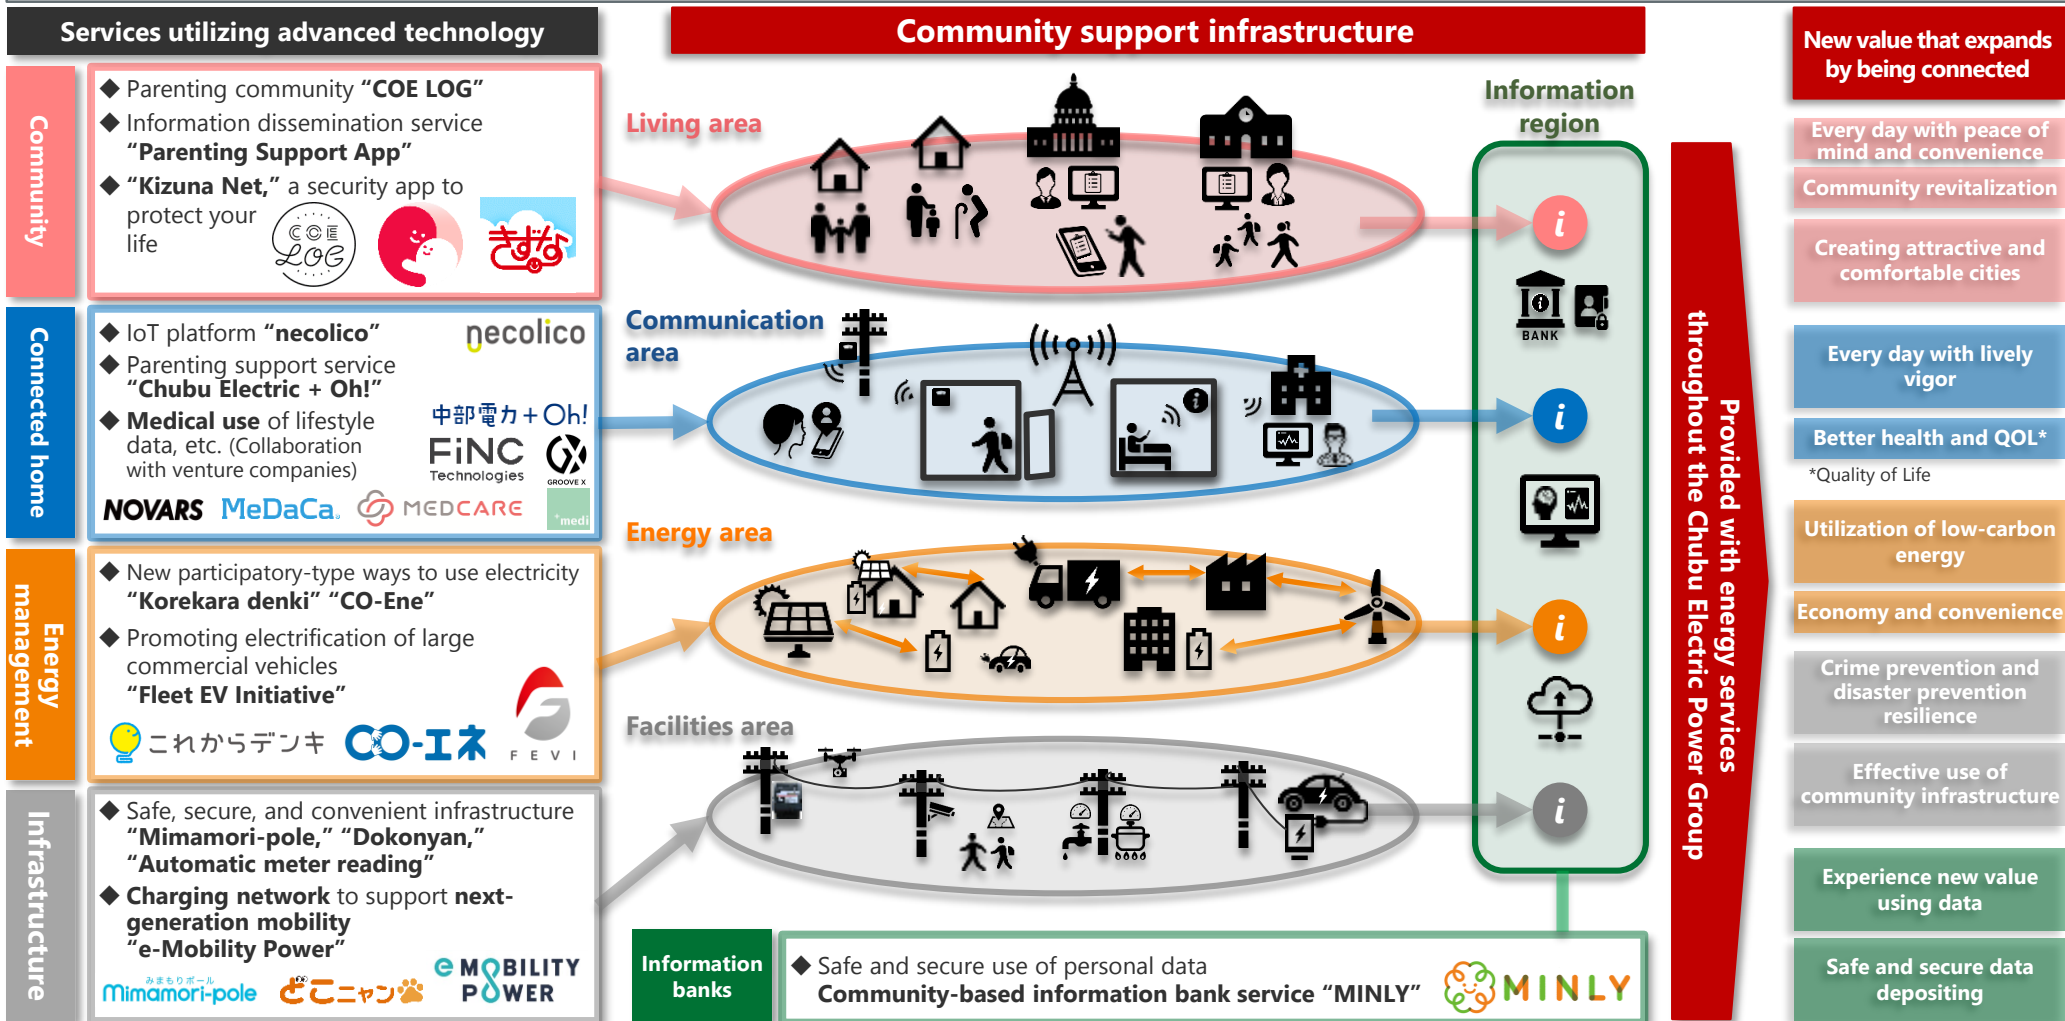 Services utilizing advanced technology
Community support infrastructure
New value that expands
by being connected
Community
◆ Parenting community “COE LOG”
◆ Information dissemination service
“Parenting Support App”
◆ “Kizuna Net,” a security app to
protect your
life
COE
LOG
きずな
Connected home
◆ IoT platform “necolico”
necolico
◆ Parenting support service
“Chubu Electric + Oh!”
◆ Medical use of lifestyle
data, etc. (Collaboration
with venture companies)
中部電力+Oh!
FiNC
Technologies
GROOVE X
NOVARS
MeDaCa
MEDCARE
+medi
Energy
management
◆ New participatory-type ways to use electricity
“Korekara denki” “CO-Ene”
◆ Promoting electrification of large
commercial vehicles
“Fleet EV Initiative”
これからデンキ
CO-エネ
FEVI
Infrastructure
◆ Safe, secure, and convenient infrastructure
“Mimamori-pole,” “Dokonyan,”
“Automatic meter reading”
◆ Charging network to support next-
generation mobility
“e-Mobility Power”
みまもりポール
Mimamori-pole
どこニャン
e MOBILITY
POWER
Living area
Communication
area
Energy area
Facilities area
Information
region
i
BANK
i
i
i
Information
banks
◆ Safe and secure use of personal data
Community-based information bank service “MINLY”
MINLY
Provided with energy services
throughout the Chubu Electric Power Group
Every day with peace of
mind and convenience
Community revitalization
Creating attractive and
comfortable cities
Every day with lively
vigor
Better health and QOL*
*Quality of Life
Utilization of low-carbon
energy
Economy and convenience
Crime prevention and
disaster prevention
resilience
Effective use of
community infrastructure
Experience new value
using data
Safe and secure data
depositing